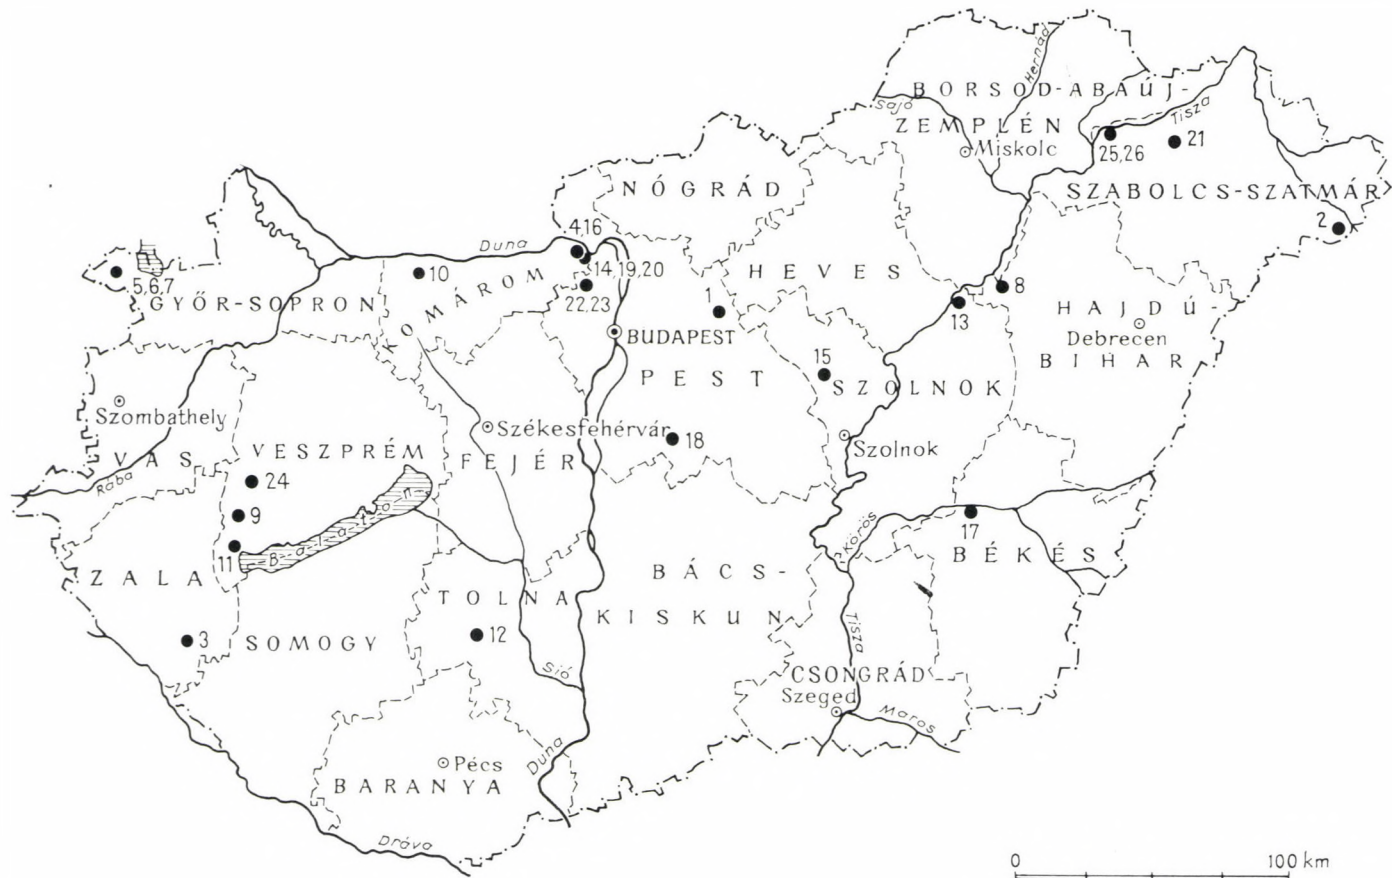 Hernád
BORSOD-ABAÚJ-
Sajó
ZEMPLÉN
Tisza
Miskolc
25,26
21
NÓGRÁD
SZABOLCS-SZATMÁR
2
4,16
Duna
14,19,20
10
KOMÁROM
HEVES
5,6,7
GYŐR-SOPRON
22,23
1
8
13
HAJDÚ-
BUDAPEST
Debrecen
BIHAR
15
PEST
SZOLNOK
Szombathely
Székesfehérvár
18
Szolnok
VAS
VESZPRÉM
FEJÉR
Rába
24
9
Balaton
17
Körös
BÉKÉS
11
ZALA
BÁCS-
KISKUN
TOLNA
3
SOMOGY
12
Tisza
Sió
CSONGRÁD
Szeged
Maros
Duna
Pécs
BARANYA
Dráva
0 100 km